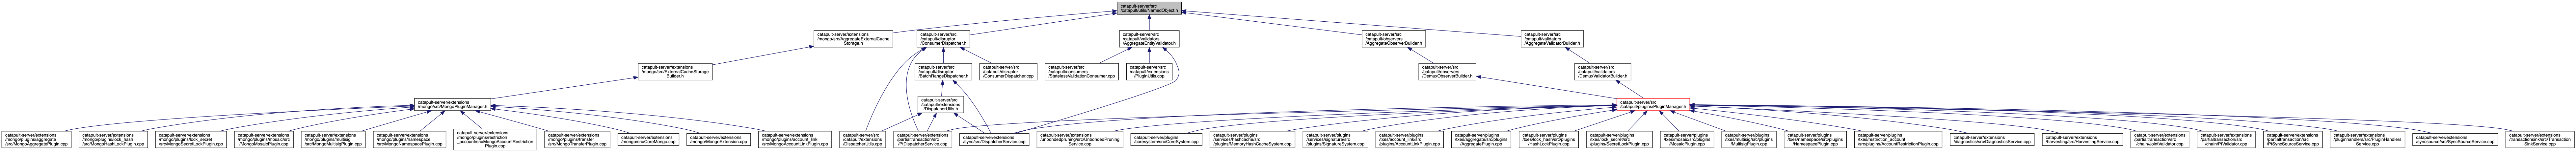 catapult-server/src
/catapult/utils/NamedObject.h
catapult-server/extensions
/mongo/src/AggregateExternalCache
Storage.h
catapult-server/src
/catapult/disruptor
/ConsumerDispatcher.h
catapult-server/src
/catapult/validators
/AggregateEntityValidator.h
catapult-server/src
/catapult/observers
/AggregateObserverBuilder.h
catapult-server/src
/catapult/validators
/AggregateValidatorBuilder.h
catapult-server/extensions
/mongo/src/ExternalCacheStorage
Builder.h
catapult-server/src
/catapult/disruptor
/BatchRangeDispatcher.h
catapult-server/src
/catapult/disruptor
/ConsumerDispatcher.cpp
catapult-server/src
/catapult/consumers
/StatelessValidationConsumer.cpp
catapult-server/src
/catapult/extensions
/PluginUtils.cpp
catapult-server/src
/catapult/observers
/DemuxObserverBuilder.h
catapult-server/src
/catapult/validators
/DemuxValidatorBuilder.h
catapult-server/extensions
/mongo/src/MongoPluginManager.h
catapult-server/src
/catapult/extensions
/DispatcherUtils.h
catapult-server/src
/catapult/plugins/PluginManager.h
catapult-server/extensions
/mongo/plugins/aggregate
/src/MongoAggregatePlugin.cpp
catapult-server/extensions
/mongo/plugins/lock_hash
/src/MongoHashLockPlugin.cpp
catapult-server/extensions
/mongo/plugins/lock_secret
/src/MongoSecretLockPlugin.cpp
catapult-server/extensions
/mongo/plugins/mosaic/src
/MongoMosaicPlugin.cpp
catapult-server/extensions
/mongo/plugins/multisig
/src/MongoMultisigPlugin.cpp
catapult-server/extensions
/mongo/plugins/namespace
/src/MongoNamespacePlugin.cpp
catapult-server/extensions
/mongo/plugins/restriction
_account/src/MongoAccountRestriction
Plugin.cpp
catapult-server/extensions
/mongo/plugins/transfer
/src/MongoTransferPlugin.cpp
catapult-server/extensions
/mongo/src/CoreMongo.cpp
catapult-server/extensions
/mongo/MongoExtension.cpp
catapult-server/extensions
/mongo/plugins/account_link
/src/MongoAccountLinkPlugin.cpp
catapult-server/src
/catapult/extensions
/DispatcherUtils.cpp
catapult-server/extensions
/partialtransaction/src
/PtDispatcherService.cpp
catapult-server/extensions
/sync/src/DispatcherService.cpp
catapult-server/extensions
/unbondedpruning/src/UnbondedPruning
Service.cpp
catapult-server/plugins
/coresystem/src/CoreSystem.cpp
catapult-server/plugins
/services/hashcache/src
/plugins/MemoryHashCacheSystem.cpp
catapult-server/plugins
/services/signature/src
/plugins/SignatureSystem.cpp
catapult-server/plugins
/txes/account_link/src
/plugins/AccountLinkPlugin.cpp
catapult-server/plugins
/txes/aggregate/src/plugins
/AggregatePlugin.cpp
catapult-server/plugins
/txes/lock_hash/src/plugins
/HashLockPlugin.cpp
catapult-server/plugins
/txes/lock_secret/src
/plugins/SecretLockPlugin.cpp
catapult-server/plugins
/txes/mosaic/src/plugins
/MosaicPlugin.cpp
catapult-server/plugins
/txes/multisig/src/plugins
/MultisigPlugin.cpp
catapult-server/plugins
/txes/namespace/src/plugins
/NamespacePlugin.cpp
catapult-server/plugins
/txes/restriction_account
/src/plugins/AccountRestrictionPlugin.cpp
catapult-server/extensions
/diagnostics/src/DiagnosticsService.cpp
catapult-server/extensions
/harvesting/src/HarvestingService.cpp
catapult-server/extensions
/partialtransaction/src
/chain/JointValidator.cpp
catapult-server/extensions
/partialtransaction/src
/chain/PtValidator.cpp
catapult-server/extensions
/partialtransaction/src
/PtSyncSourceService.cpp
catapult-server/extensions
/pluginhandlers/src/PluginHandlers
Service.cpp
catapult-server/extensions
/syncsource/src/SyncSourceService.cpp
catapult-server/extensions
/transactionsink/src/Transaction
SinkService.cpp